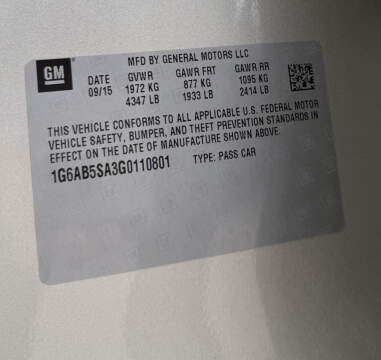 GM
MFD BY GENERAL MOTORS LLC
DATE GVWR GAWR FRT GAWR RR
09/15 1972 KG 877 KG 1095 KG
4347 LB 1933 LB 2414 LB
THIS VEHICLE CONFORMS TO ALL APPLICABLE U.S. FEDERAL MOTOR
VEHICLE SAFETY, BUMPER, AND THEFT PREVENTION STANDARDS IN
EFFECT ON THE DATE OF MANUFACTURE SHOWN ABOVE.
1G6AB5SA3G0110801 TYPE: PASS CAR